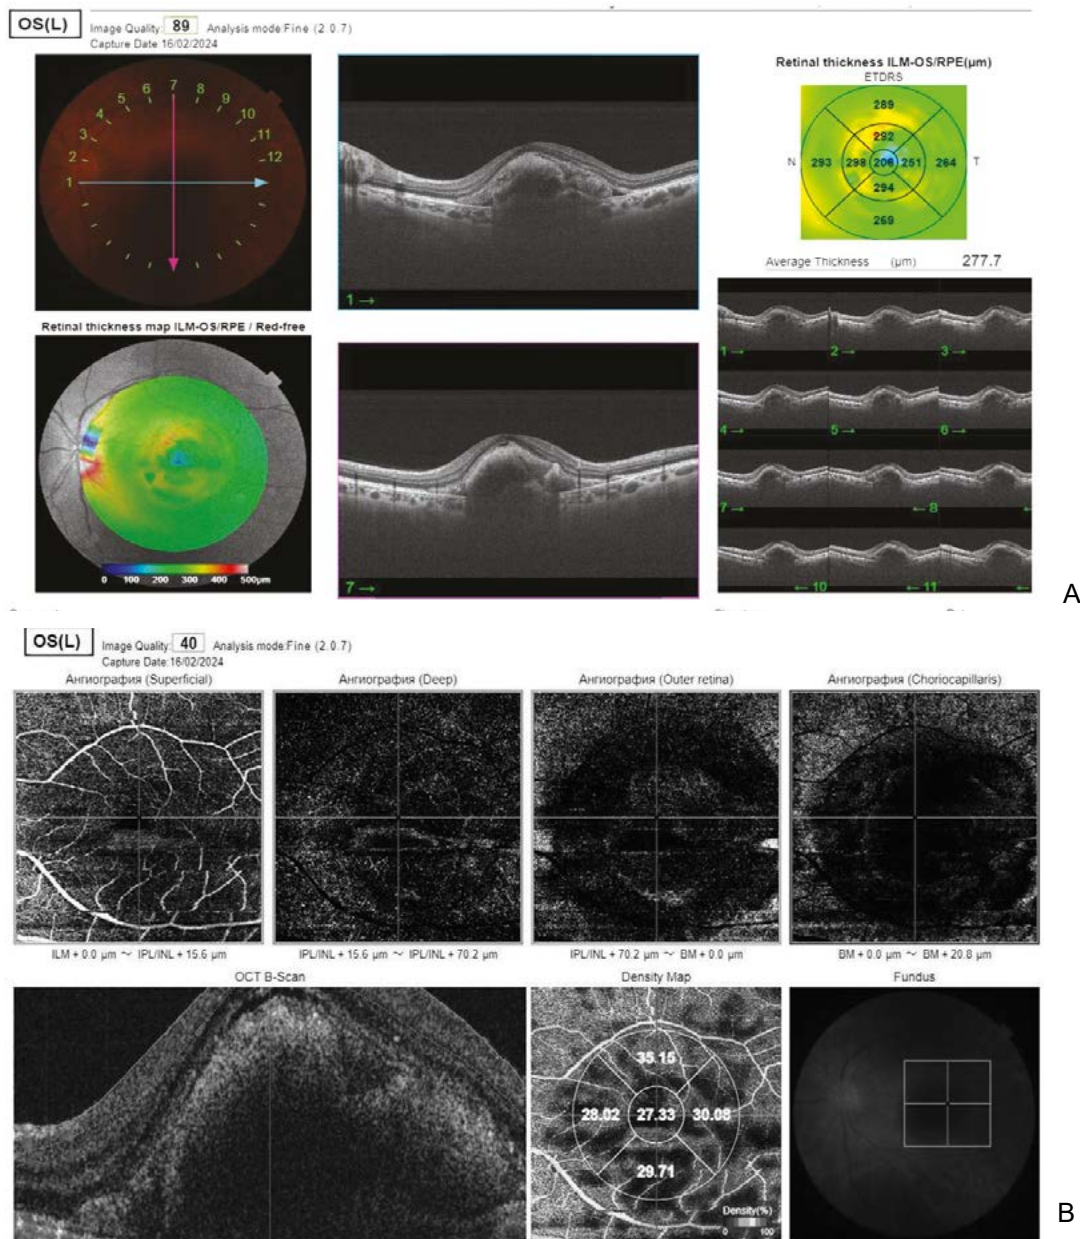 OS(L) Image Quality: 89 Analysis mode:Fine (2.0.7)
Capture Date 16/02/2024
7
6 8
5 9
4 10
3 11
2 12
1
1 →
Retinal thickness ILM-OS/RPE(µm)
ETDRS
289
292
N 293 298 206 251 264 T
294
269
Average Thickness (µm) 277.7
Retinal thickness map ILM-OS/RPE / Red-free
0 100 200 300 400 500µm
7 →
1 → 2 → 3 →
4 → 5 → 6 →
7 → ← 8 ←
← 10 ← 11 ←
A
OS(L) Image Quality: 40 Analysis mode:Fine (2.0.7)
Capture Date:16/02/2024
Ангиография (Superficial) Ангиография (Deep) Ангиография (Outer retina) Ангиография (Choriocapillaris)
ILM + 0.0 µm ~ IPL/INL + 15.6 µm IPL/INL + 15.6 µm ~ IPL/INL + 70.2 µm IPL/INL + 70.2 µm ~ BM + 0.0 µm BM + 0.0 µm ~ BM + 20.8 µm
OCT B-Scan Density Map Fundus
35.15
28.02 27.33 30.08
29.71
Density(%)
0 100
B